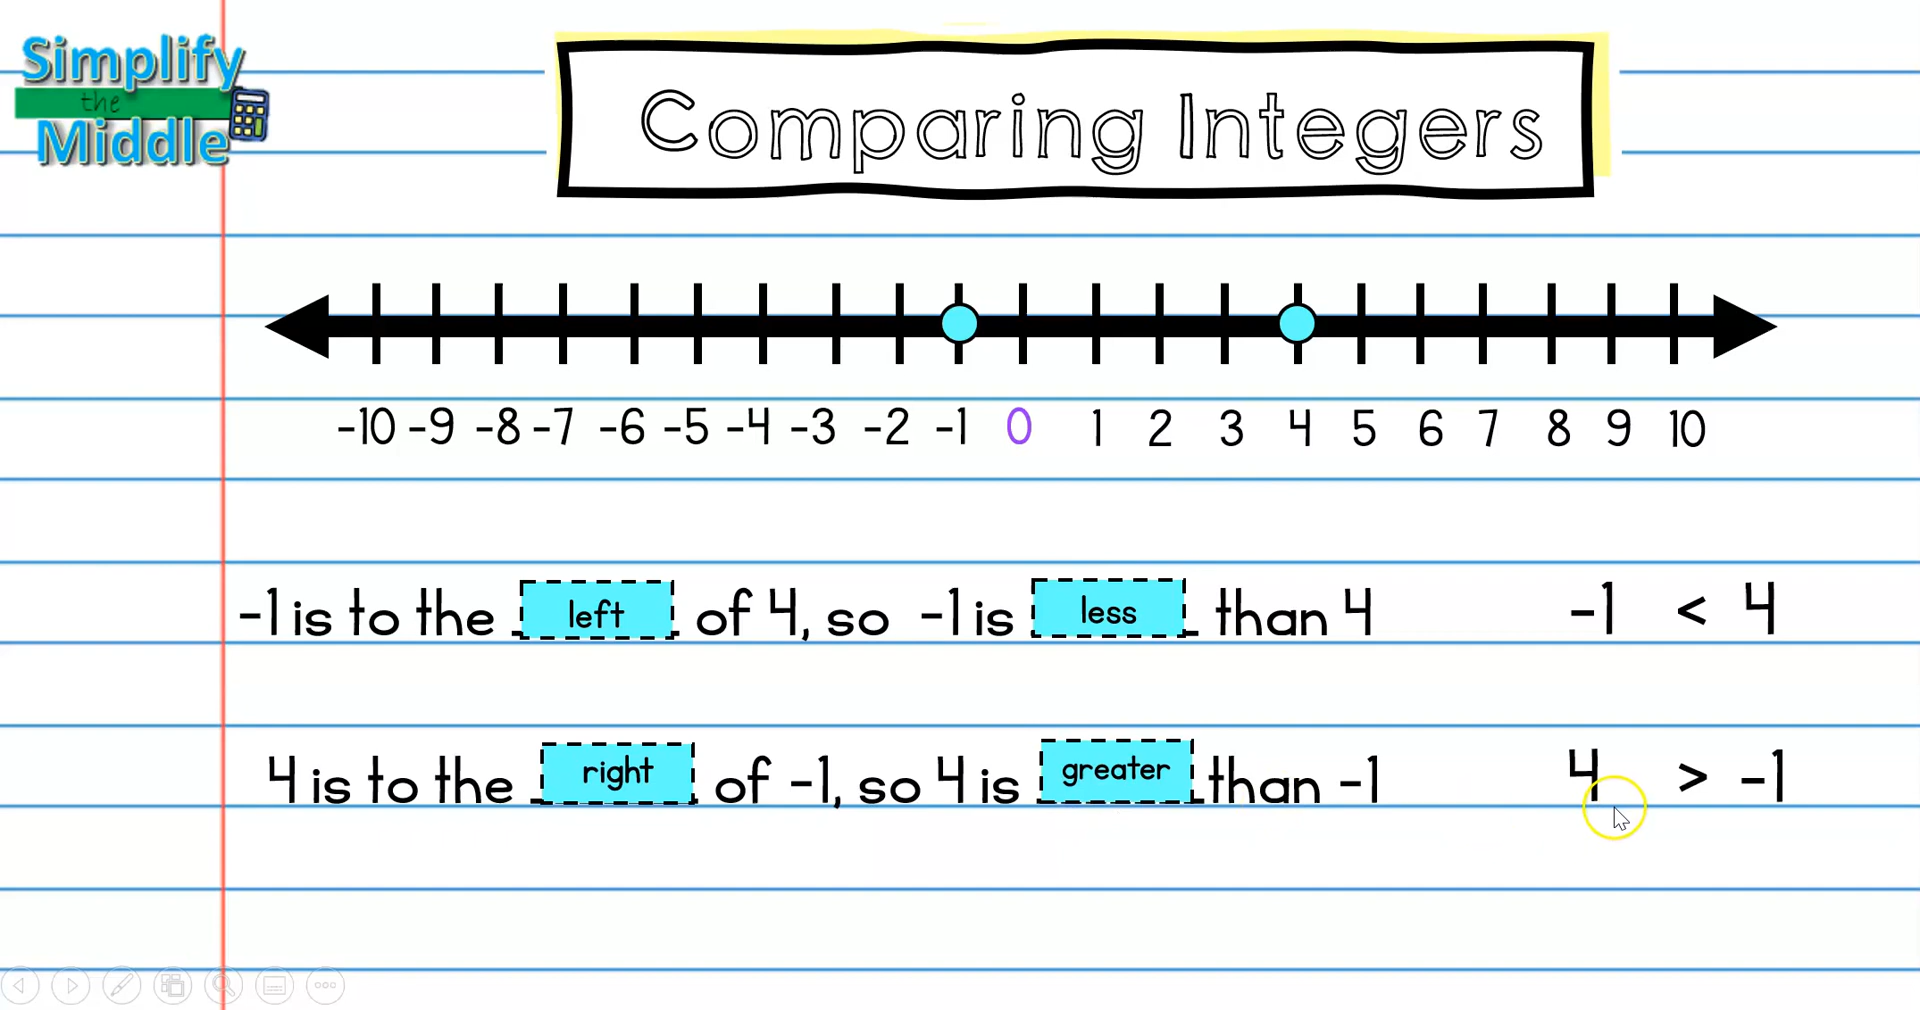 Simplify
the
Middle
Comparing Integers
-10 -9 -8 -7 -6 -5 -4 -3 -2 -1 0 1 2 3 4 5 6 7 8 9 10
-1 is to the left of 4, so -1 is less than 4 -1 < 4
4 is to the right of -1, so 4 is greater than -1 4 > -1